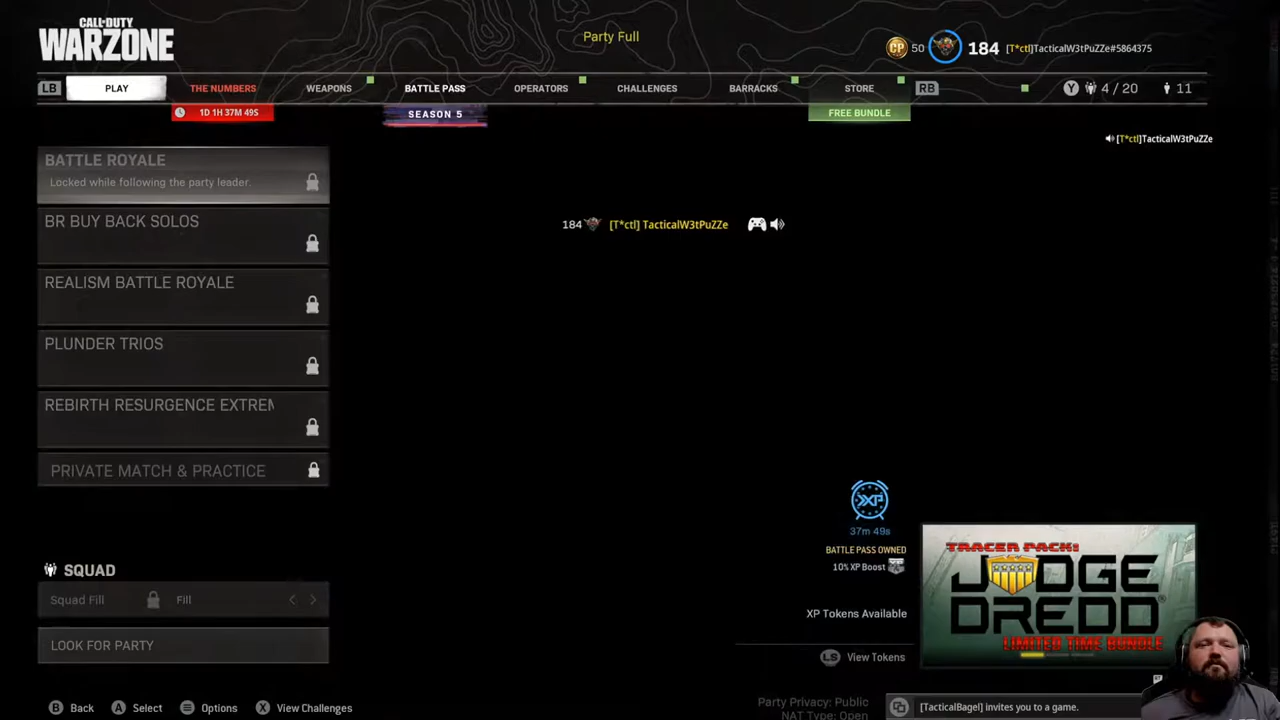 CALL OF DUTY
WARZONE
Party Full
CP 50 184 [T*ctl]TacticalW3tPuZZe#5864375
LB PLAY THE NUMBERS WEAPONS BATTLE PASS OPERATORS CHALLENGES BARRACKS STORE RB Y 4 / 20 11
1D 1H 37M 49S SEASON 5 FREE BUNDLE
[T*ctl]TacticalW3tPuZZe
BATTLE ROYALE
Locked while following the party leader.
184 [T*ctl] TacticalW3tPuZZe
BR BUY BACK SOLOS
REALISM BATTLE ROYALE
PLUNDER TRIOS
REBIRTH RESURGENCE EXTREM
PRIVATE MATCH & PRACTICE
XP
37m 49s
BATTLE PASS OWNED
10% XP Boost
XP Tokens Available
LS View Tokens
TRACER PACK:
JUDGE
DREDD
LIMITED TIME BUNDLE
SQUAD
Squad Fill Fill
LOOK FOR PARTY
B Back A Select Options X View Challenges
Party Privacy: Public
NAT Type: Open
[TacticalBagel] invites you to a game.